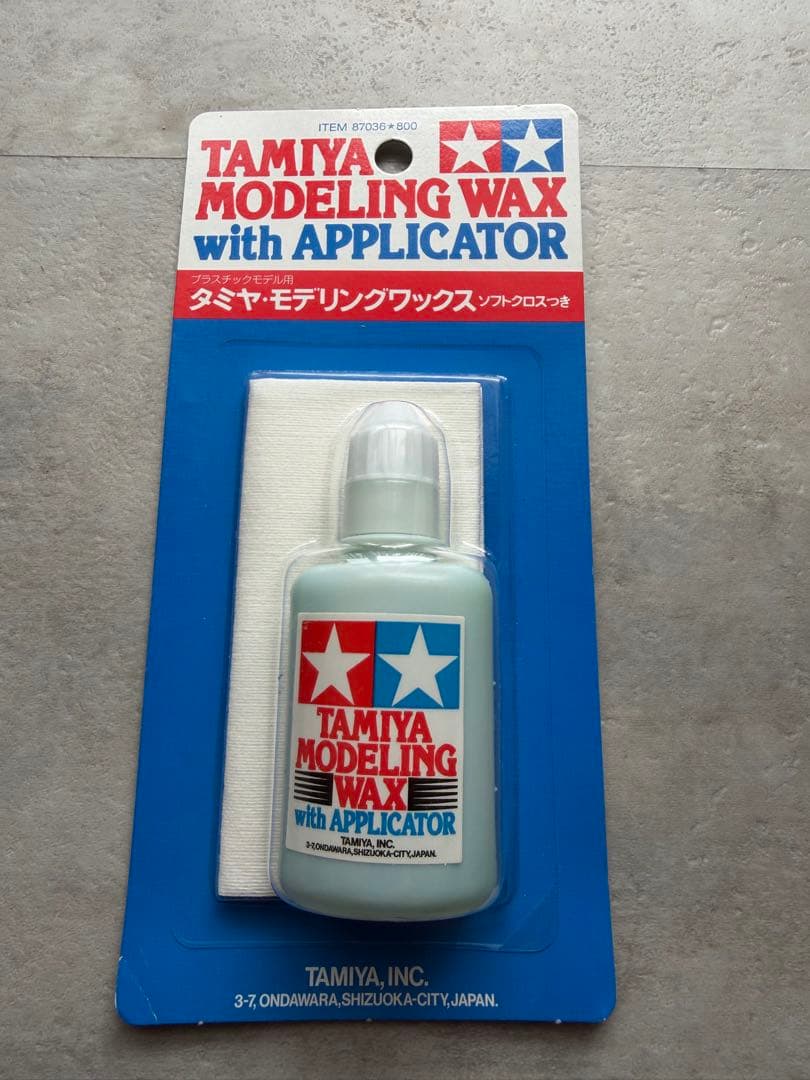 ITEM 87036★800
TAMIYA
MODELING WAX
with APPLICATOR
プラスチックモデル用
タミヤ・モデリングワックス ソフトクロスつき
TAMIYA
MODELING
WAX
with APPLICATOR
TAMIYA, INC.
3-7, ONDAWARA, SHIZUOKA-CITY, JAPAN.
TAMIYA, INC.
3-7, ONDAWARA, SHIZUOKA-CITY, JAPAN.